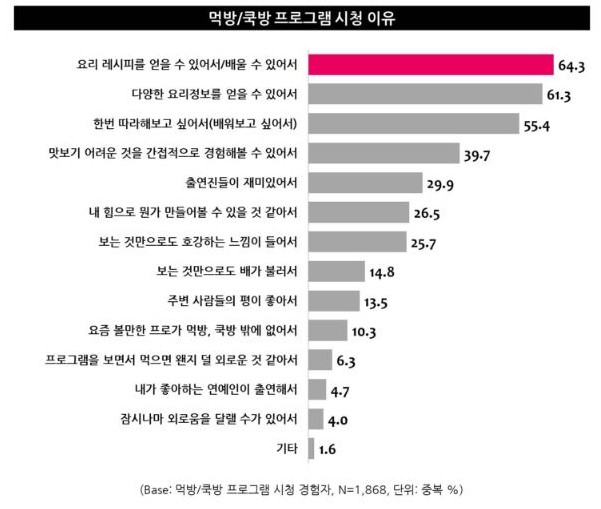 먹방/쿡방 프로그램 시청 이유
요리 레시피를 얻을 수 있어서/배울 수 있어서 64.3
다양한 요리정보를 얻을 수 있어서 61.3
한번 따라해보고 싶어서(배워보고 싶어서) 55.4
맛보기 어려운 것을 간접적으로 경험해볼 수 있어서 39.7
출연진들이 재미있어서 29.9
내 힘으로 뭔가 만들어볼 수 있을 것 같아서 26.5
보는 것만으로도 호강하는 느낌이 들어서 25.7
보는 것만으로도 배가 불러서 14.8
주변 사람들의 평이 좋아서 13.5
요즘 볼만한 프로가 먹방, 쿡방 밖에 없어서 10.3
프로그램을 보면서 먹으면 왠지 덜 외로운 것 같아서 6.3
내가 좋아하는 연예인이 출연해서 4.7
잠시나마 외로움을 달랠 수가 있어서 4.0
기타 1.6
(Base: 먹방/쿡방 프로그램 시청 경험자, N=1,868, 단위: 중복 %)